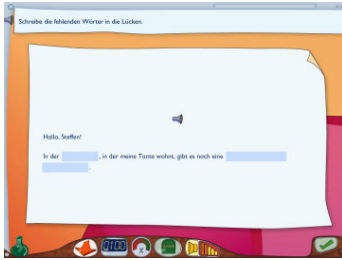 Schreibe die fehlenden Wörter in die Lücken.
Hallo, Steffen!
In der , in der meine Tante wohnt, gibt es noch eine
.